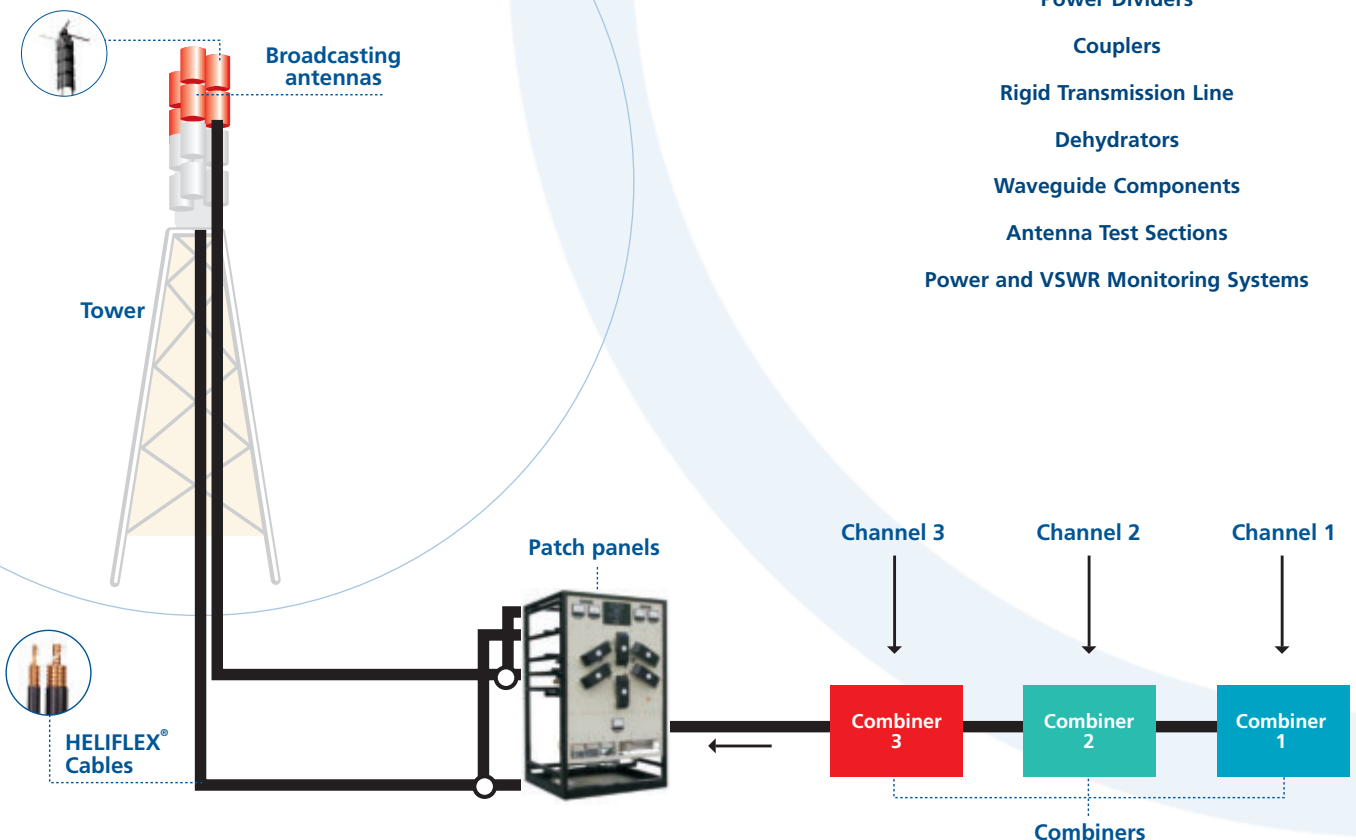 Power Dividers
Couplers
Rigid Transmission Line
Dehydrators
Waveguide Components
Antenna Test Sections
Power and VSWR Monitoring Systems
Broadcasting
antennas
Tower
HELIFLEX®
Cables
Patch panels
Channel 3
Channel 2
Channel 1
Combiner
3
Combiner
2
Combiner
1
Combiners